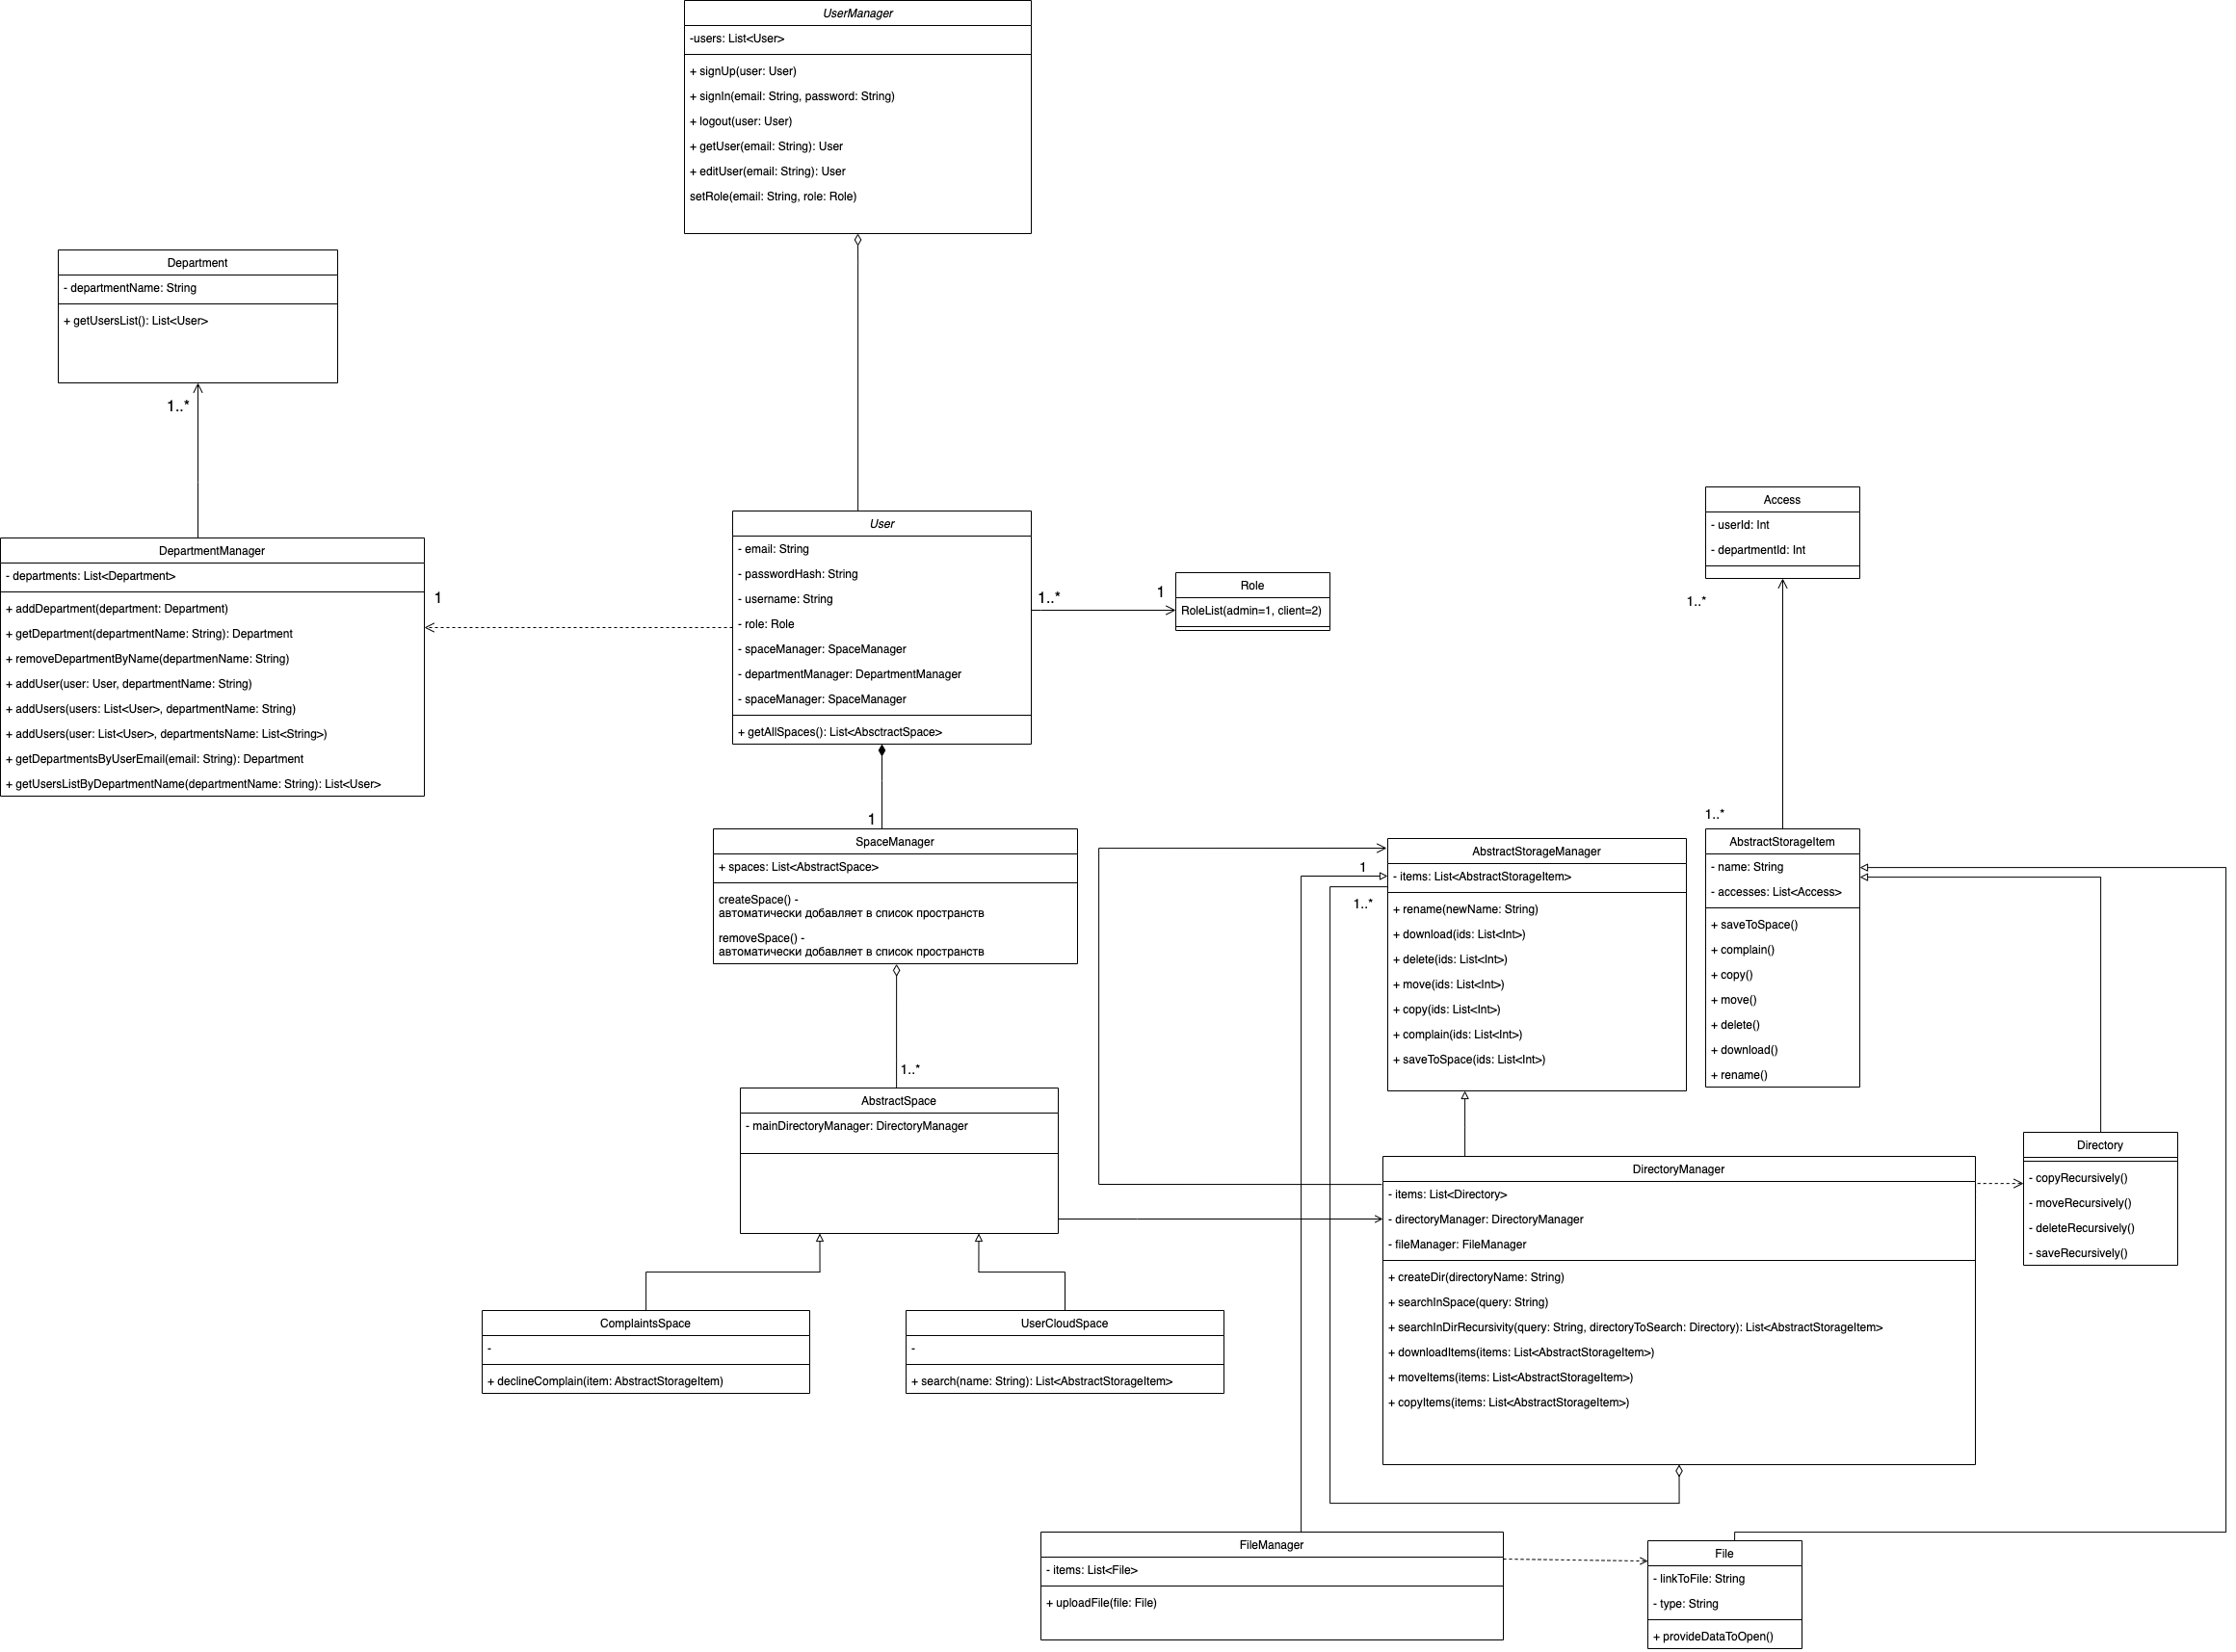 UserManager
-users: List<User>
+ signUp(user: User)
+ signIn(email: String, password: String)
+ logout(user: User)
+ getUser(email: String): User
+ editUser(email: String): User
setRole(email: String, role: Role)
Department
- departmentName: String
+ getUsersList(): List<User>
1..*
DepartmentManager
- departments: List<Department>
+ addDepartment(department: Department)
+ getDepartment(departmentName: String): Department
+ removeDepartmentByName(departmenName: String)
+ addUser(user: User, departmentName: String)
+ addUsers(users: List<User>, departmentName: String)
+ addUsers(user: List<User>, departmentsName: List<String>)
+ getDepartmentsByUserEmail(email: String): Department
+ getUsersListByDepartmentName(departmentName: String): List<User>
1
User
- email: String
- passwordHash: String
- username: String
- role: Role
- spaceManager: SpaceManager
- departmentManager: DepartmentManager
- spaceManager: SpaceManager
+ getAllSpaces(): List<AbsctractSpace>
1..*
1
Role
RoleList(admin=1, client=2)
Access
- userId: Int
- departmentId: Int
1..*
1..*
1
SpaceManager
+ spaces: List<AbstractSpace>
createSpace() -
автоматически добавляет в список пространств
removeSpace() -
автоматически добавляет в список пространств
1..*
AbstractStorageManager
- items: List<AbstractStorageItem>
+ rename(newName: String)
+ download(ids: List<Int>)
+ delete(ids: List<Int>)
+ move(ids: List<Int>)
+ copy(ids: List<Int>)
+ complain(ids: List<Int>)
+ saveToSpace(ids: List<Int>)
1
1..*
AbstractStorageItem
- name: String
- accesses: List<Access>
+ saveToSpace()
+ complain()
+ copy()
+ move()
+ delete()
+ download()
+ rename()
AbstractSpace
- mainDirectoryManager: DirectoryManager
DirectoryManager
- items: List<Directory>
- directoryManager: DirectoryManager
- fileManager: FileManager
+ createDir(directoryName: String)
+ searchInSpace(query: String)
+ searchInDirRecursivity(query: String, directoryToSearch: Directory): List<AbstractStorageItem>
+ downloadItems(items: List<AbstractStorageItem>)
+ moveItems(items: List<AbstractStorageItem>)
+ copyItems(items: List<AbstractStorageItem>)
Directory
- copyRecursively()
- moveRecursively()
- deleteRecursively()
- saveRecursively()
ComplaintsSpace
-
+ declineComplain(item: AbstractStorageItem)
UserCloudSpace
-
+ search(name: String): List<AbstractStorageItem>
FileManager
- items: List<File>
+ uploadFile(file: File)
File
- linkToFile: String
- type: String
+ provideDataToOpen()